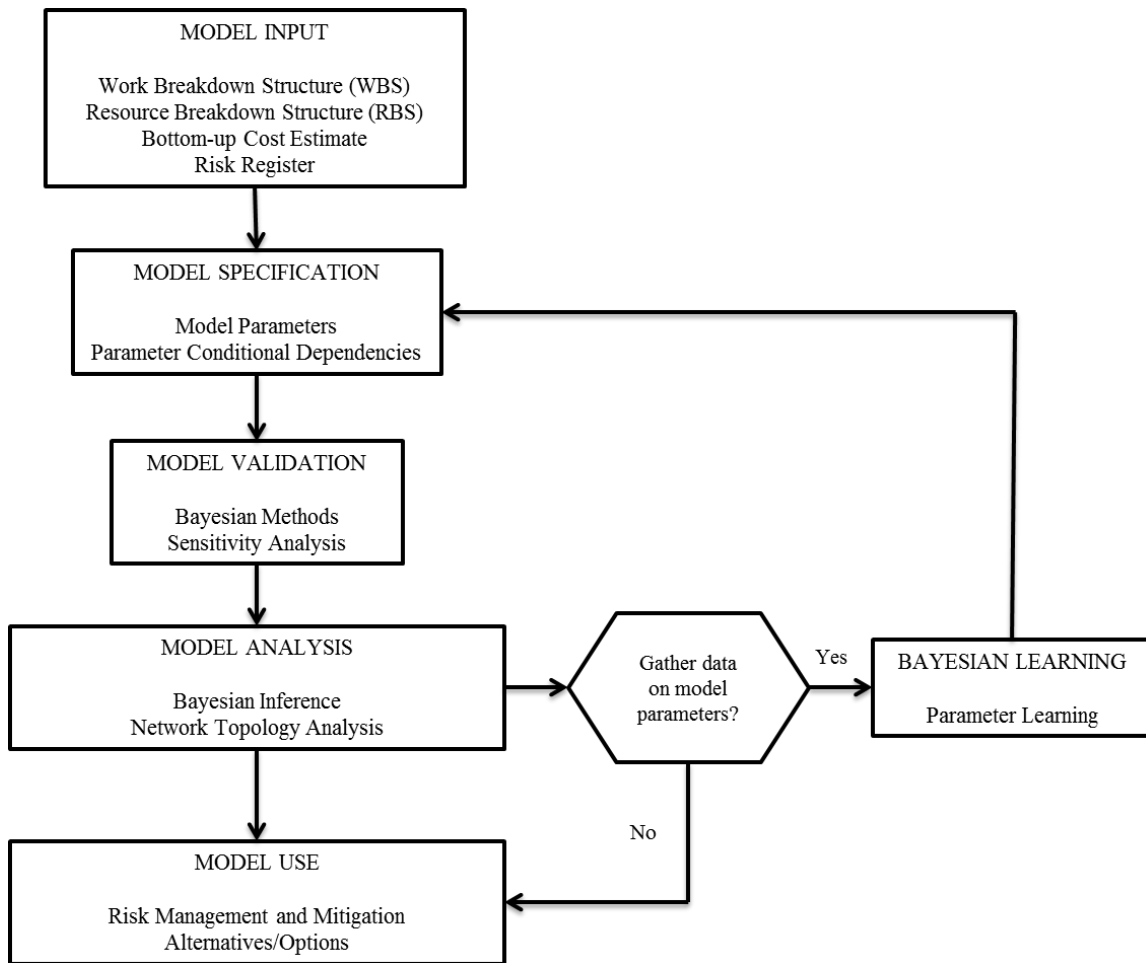 MODEL INPUT
Work Breakdown Structure (WBS)
Resource Breakdown Structure (RBS)
Bottom-up Cost Estimate
Risk Register
MODEL SPECIFICATION
Model Parameters
Parameter Conditional Dependencies
MODEL VALIDATION
Bayesian Methods
Sensitivity Analysis
MODEL ANALYSIS
Bayesian Inference
Network Topology Analysis
Gather data
on model
parameters?
Yes
BAYESIAN LEARNING
Parameter Learning
No
MODEL USE
Risk Management and Mitigation
Alternatives/Options